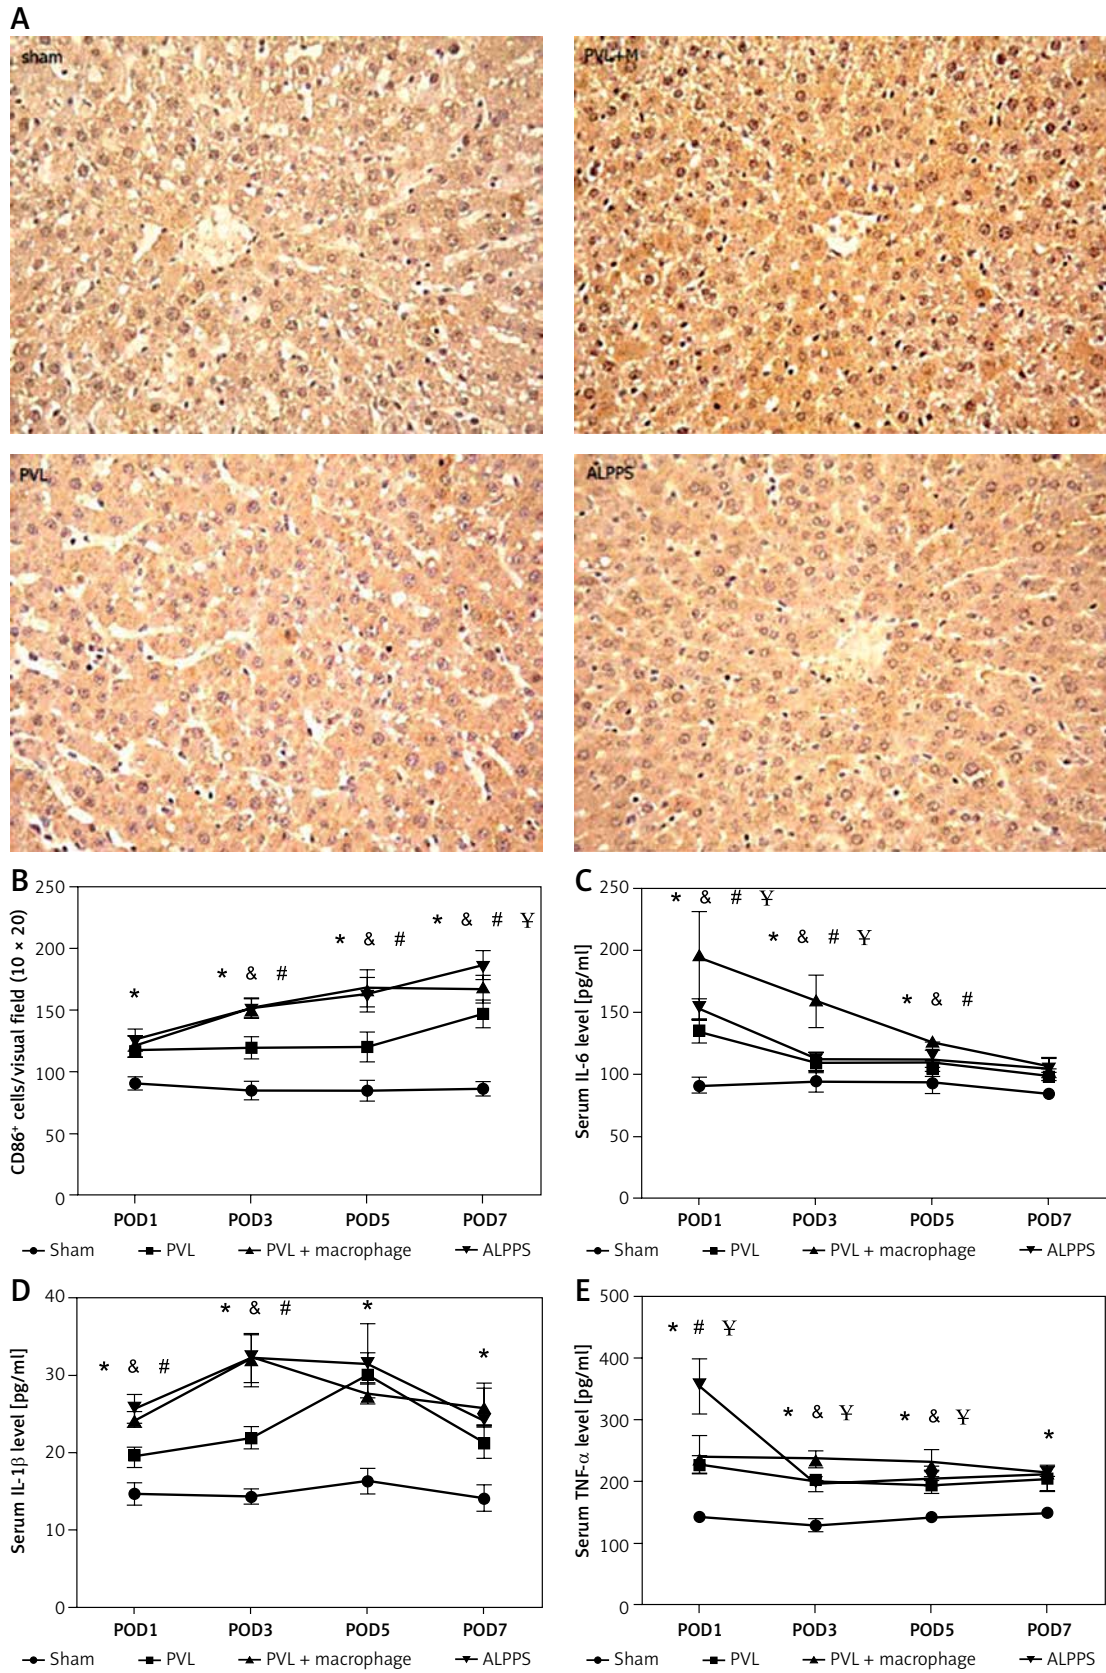 A
sham
PVL+M
PVL
ALPPS
B
CD86⁺ cells/visual field (10 × 20)
250
200
150
100
50
0
*
* & #
* & #
* & # ¥
POD1 POD3 POD5 POD7
Sham PVL PVL + macrophage ALPPS
C
Serum IL-6 level [pg/ml]
250
200
150
100
50
0
* & # ¥
* & # ¥
* & #
POD1 POD3 POD5 POD7
Sham PVL PVL + macrophage ALPPS
D
Serum IL-1β level [pg/ml]
40
30
20
10
0
* & #
* & #
*
*
POD1 POD3 POD5 POD7
Sham PVL PVL + macrophage ALPPS
E
Serum TNF-α level [pg/ml]
500
400
300
200
100
0
* # ¥
* & ¥
* & ¥
*
POD1 POD3 POD5 POD7
Sham PVL PVL + macrophage ALPPS